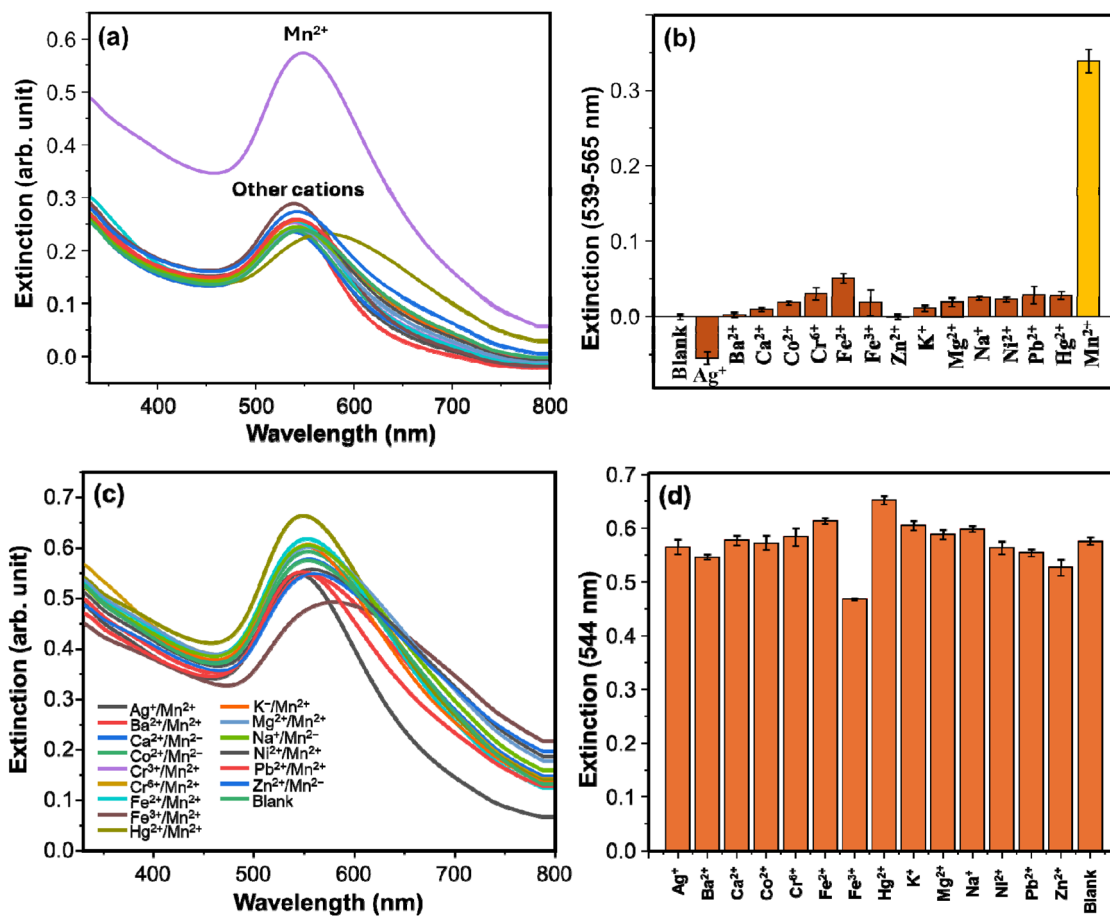 (a)
Mn²⁺
Other cations
Extinction (arb. unit)
0.6
0.5
0.4
0.3
0.2
0.1
0.0
400
500
600
700
800
Wavelength (nm)
(b)
Extinction (539-565 nm)
0.3
0.2
0.1
0.0
Blank
Ag⁺
Ba²⁺
Ca²⁺
Co²⁺
Cr⁶⁺
Fe²⁺
Fe³⁺
Zn²⁺
K⁺
Mg²⁺
Na⁺
Ni²⁺
Pb²⁺
Hg²⁺
Mn²⁺
(c)
Extinction (arb. unit)
0.7
0.6
0.5
0.4
0.3
0.2
0.1
0.0
Ag⁺/Mn²⁺
Ba²⁺/Mn²⁺
Ca²⁺/Mn²⁻
Co²⁺/Mn²⁻
Cr³⁺/Mn²⁺
Cr⁶⁺/Mn²⁺
Fe²⁺/Mn²⁺
Fe³⁺/Mn²⁺
Hg²⁺/Mn²⁺
K⁻/Mn²⁺
Mg²⁺/Mn²⁺
Na⁺/Mn²⁻
Ni²⁺/Mn²⁺
Pb²⁺/Mn²⁺
Zn²⁺/Mn²⁻
Blank
400
500
600
700
800
Wavelength (nm)
(d)
Extinction (544 nm)
0.7
0.6
0.5
0.4
0.3
0.2
0.1
0.0
Ag⁺
Ba²⁺
Ca²⁺
Co²⁺
Cr⁶⁺
Fe²⁺
Fe³⁺
Hg²⁺
K⁺
Mg²⁺
Na⁺
NI²⁺
Pb²⁺
Zn²⁺
Blank